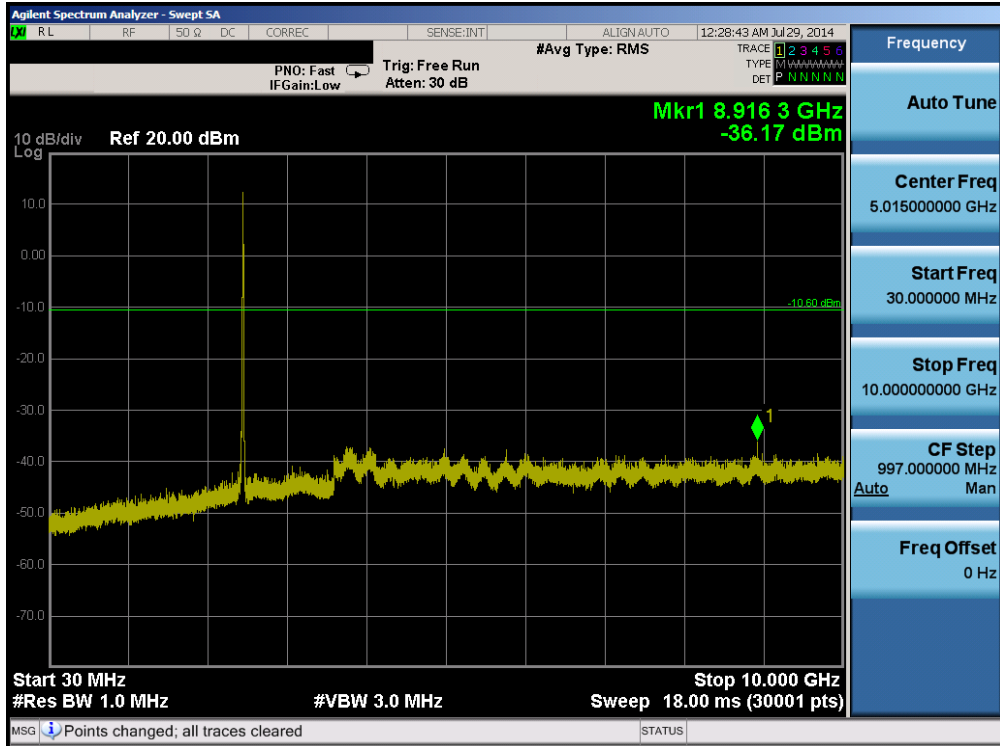 Agilent Spectrum Analyzer - Swept SA
LXI RL RF 50 Ω DC CORREC SENSE:INT ALIGN AUTO 12:28:43 AM Jul 29, 2014
#Avg Type: RMS
TRACE 1 2 3 4 5 6
PNO: Fast Trig: Free Run
TYPE M WWWWW
IFGain:Low Atten: 30 dB
DET P N N N N N
Mkr1 8.916 3 GHz
-36.17 dBm
10 dB/div Ref 20.00 dBm
Log
10.0
0.00
-10.0
-10.60 dBm
-20.0
-30.0
1
-40.0
-50.0
-60.0
-70.0
Start 30 MHz Stop 10.000 GHz
#Res BW 1.0 MHz #VBW 3.0 MHz Sweep 18.00 ms (30001 pts)
MSG Points changed; all traces cleared STATUS
Frequency
Auto Tune
Center Freq
5.015000000 GHz
Start Freq
30.000000 MHz
Stop Freq
10.000000000 GHz
CF Step
997.000000 MHz
Auto Man
Freq Offset
0 Hz